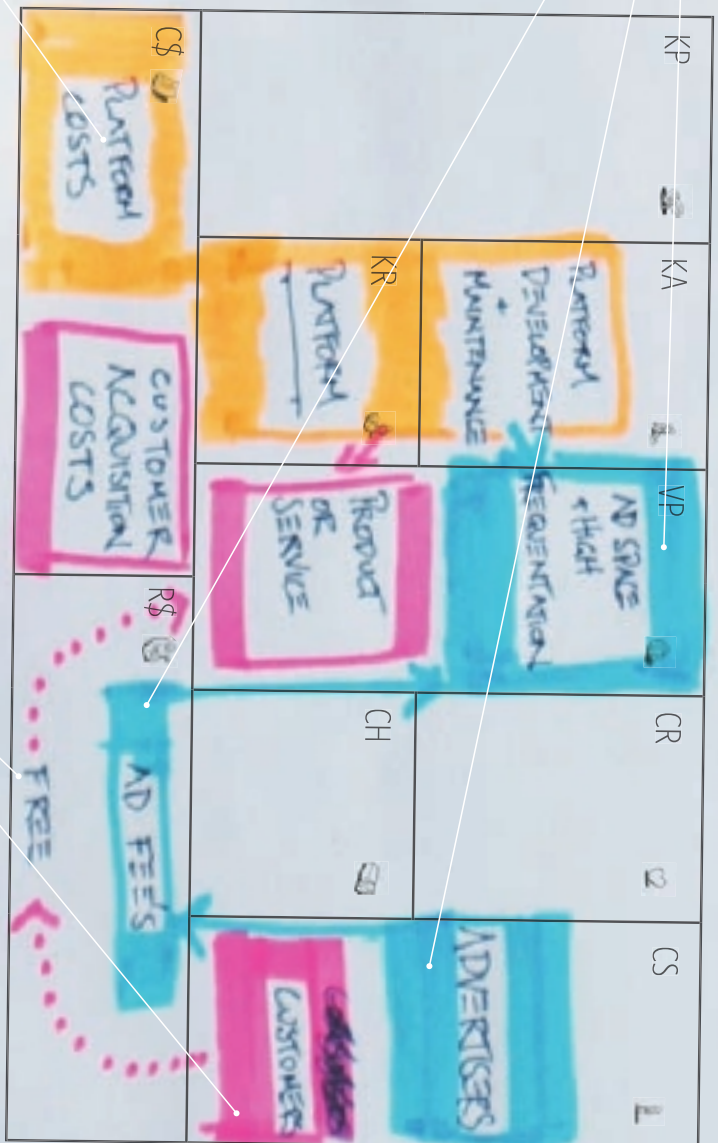 KP
KA
PLATFORM
DEVELOPMENT
+
MAINTENANCE
KR
PLATFORM
VP
AD SPACE
+ HIGH
FREQUENTATION
PRODUCT
OR
SERVICE
CR
CH
CS
ADVERTISERS
CUSTOMERS
C$
PLATFORM
COSTS
CUSTOMER
ACQUISITION
COSTS
R$
AD FEES
FREE